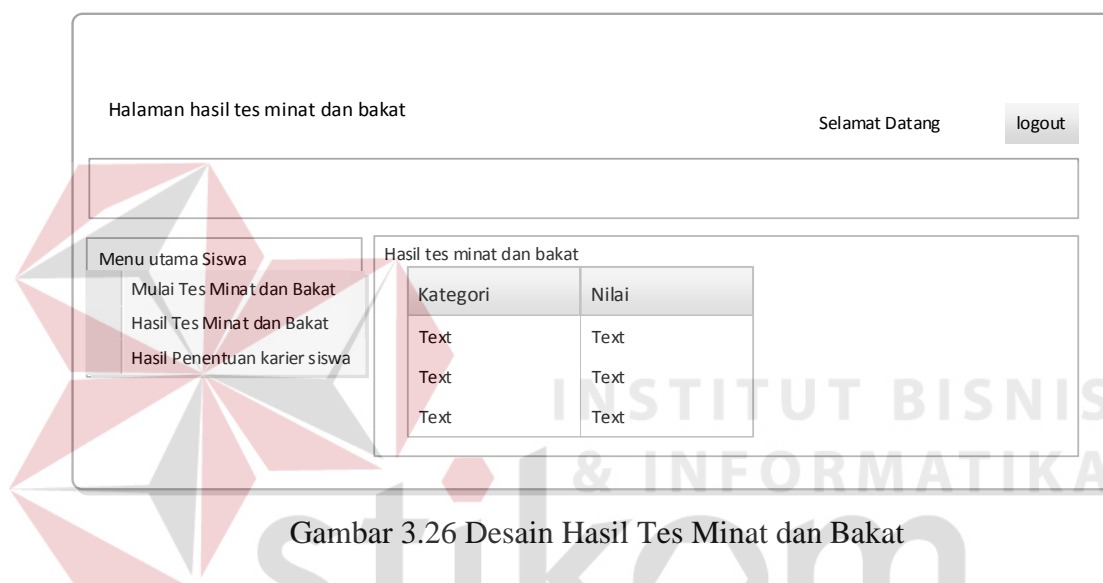 Halaman hasil tes minat dan bakat
Selamat Datang
logout
Menu utama Siswa
Mulai Tes Minat dan Bakat
Hasil Tes Minat dan Bakat
Hasil Penentuan karier siswa
Hasil tes minat dan bakat
Kategori Nilai
Text Text
Text Text
Text Text
INSTITUT BISNIS
& INFORMATIKA
stikom
Gambar 3.26 Desain Hasil Tes Minat dan Bakat